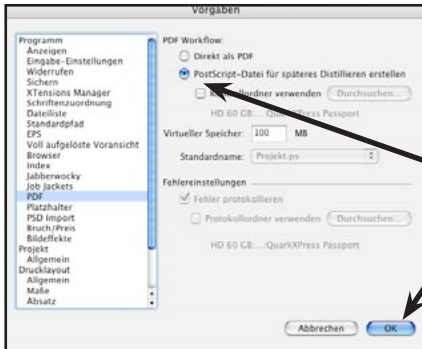 Vorgaben
Programm
Anzeigen
Eingabe-Einstellungen
Widerrufen
Sichern
XTensions Manager
Schriftenzuordnung
Dateiliste
Standardpfad
EPS
Voll aufgelöste Voransicht
Browser
Index
Jabberwocky
Job Jackets
PDF
Platzhalter
PSD Import
Bruch/Preis
Bildeffekte
Projekt
Allgemein
Drucklayout
Allgemein
Maße
Absatz
PDF Workflow:
Direkt als PDF
PostScript-Datei für späteres Distillieren erstellen
verwenden Durchsuchen...
HD 60 GB:...:QuarkXPress Passport
Virtueller Speicher: 100 MB
Standardname: Projekt.ps
Fehlereinstellungen
Fehler protokollieren
Protokollordner verwenden Durchsuchen...
HD 60 GB:...:QuarkXPress Passport
Abbrechen OK